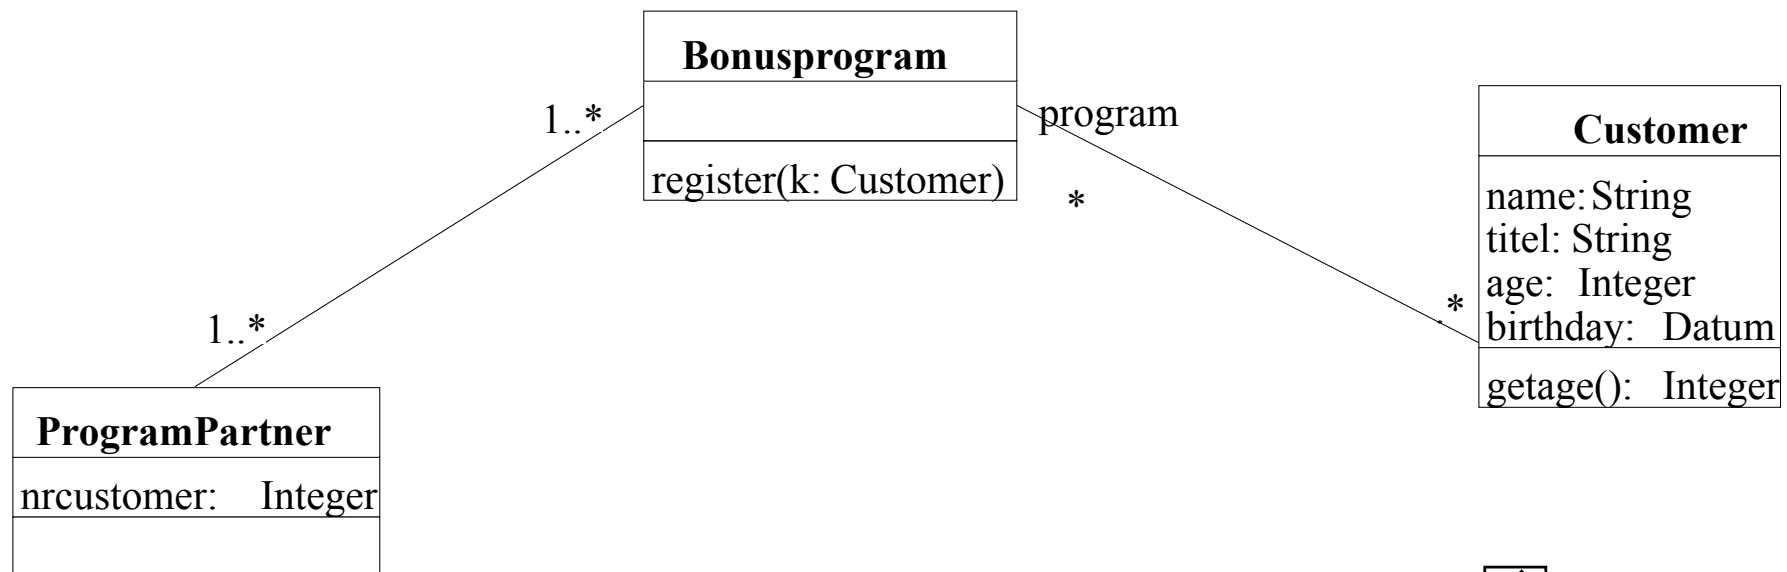 Bonusprogram
1..*
program
register(k: Customer)
*
Customer
name: String
titel: String
age: Integer
*
birthday: Datum
getage(): Integer
1..*
ProgramPartner
nrcustomer: Integer